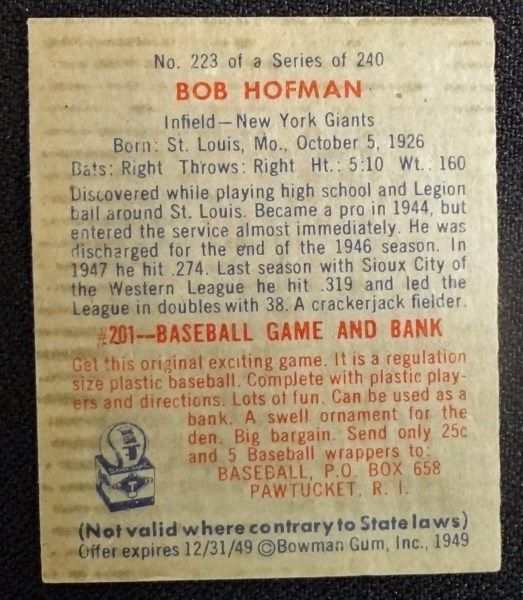 No. 223 of a Series of 240
BOB HOFMAN
Infield—New York Giants
Born: St. Louis, Mo., October 5, 1926
Bats: Right Throws: Right Ht.: 5:10 Wt.: 160
Discovered while playing high school and Legion
ball around St. Louis. Became a pro in 1944, but
entered the service almost immediately. He was
discharged for the end of the 1946 season. In
1947 he hit .274. Last season with Sioux City of
the Western League he hit .319 and led the
League in doubles with 38. A crackerjack fielder.
#201—BASEBALL GAME AND BANK
Get this original exciting game. It is a regulation
size plastic baseball. Complete with plastic play-
ers and directions. Lots of fun. Can be used as a
bank. A swell ornament for the
den. Big bargain. Send only 25c
and 5 Baseball wrappers to:
BASEBALL, P.O. BOX 658
PAWTUCKET, R. I.
(Not valid where contrary to State laws)
Offer expires 12/31/49 ©Bowman Gum, Inc., 1949